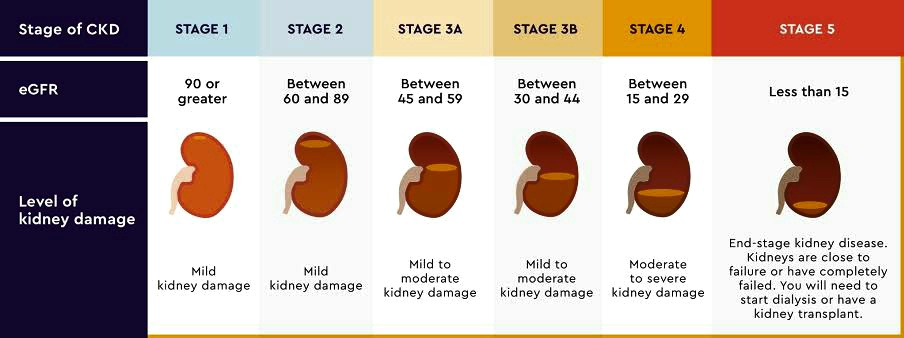 Stage of CKD
STAGE 1
STAGE 2
STAGE 3A
STAGE 3B
STAGE 4
STAGE 5
eGFR
90 or
greater
Between
60 and 89
Between
45 and 59
Between
30 and 44
Between
15 and 29
Less than 15
Level of
kidney damage
Mild
kidney damage
Mild
kidney damage
Mild to
moderate
kidney damage
Mild to
moderate
kidney damage
Moderate
to severe
kidney damage
End-stage kidney disease.
Kidneys are close to
failure or have completely
failed. You will need to
start dialysis or have a
kidney transplant.